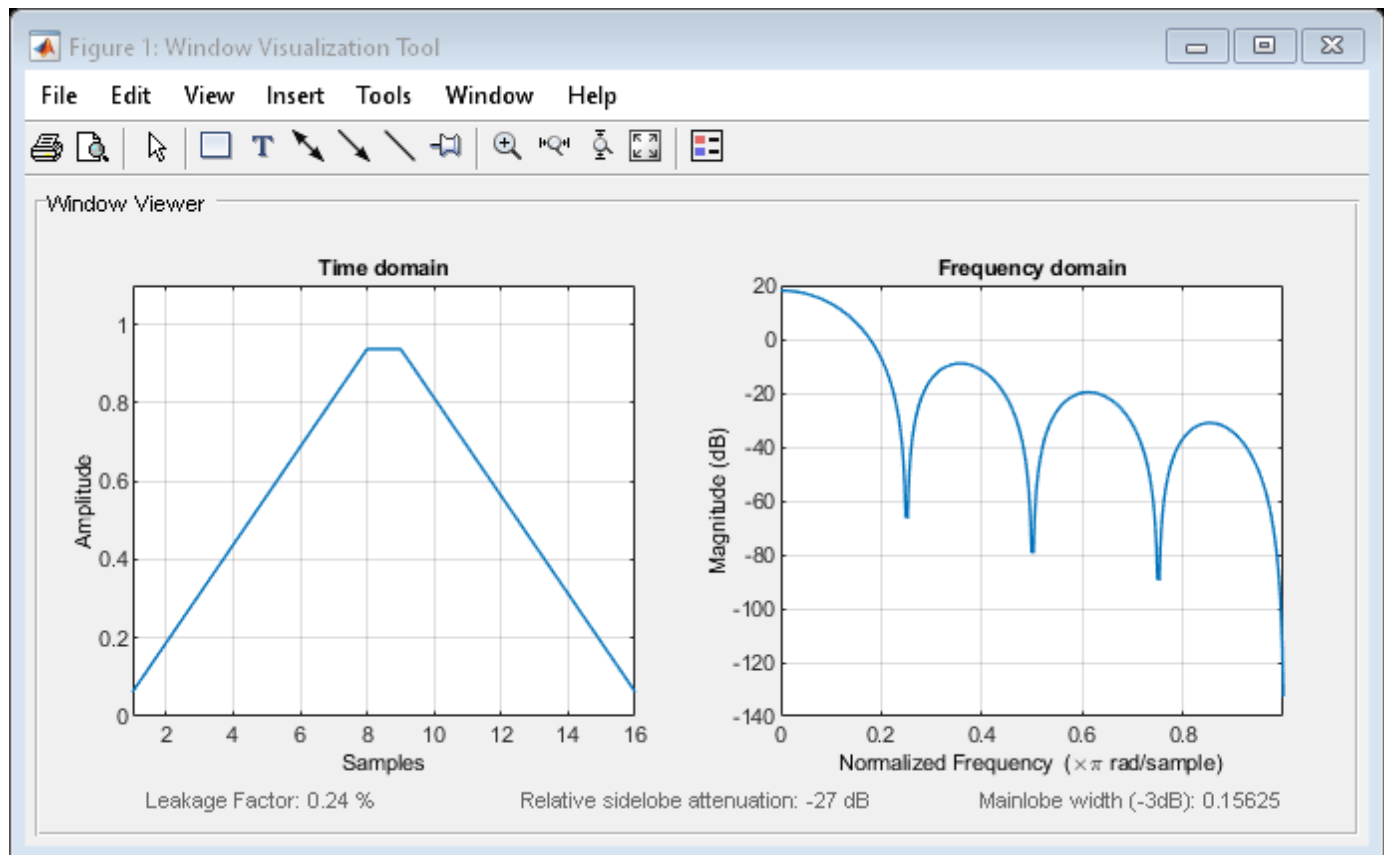 Figure 1: Window Visualization Tool
File Edit View Insert Tools Window Help
T
Window Viewer
Time domain
1
0.8
0.6
0.4
0.2
0
Amplitude
2 4 6 8 10 12 14 16
Samples
Frequency domain
20
0
-20
-40
-60
-80
-100
-120
-140
Magnitude (dB)
0 0.2 0.4 0.6 0.8
Normalized Frequency (×π rad/sample)
Leakage Factor: 0.24 % Relative sidelobe attenuation: -27 dB Mainlobe width (-3dB): 0.15625